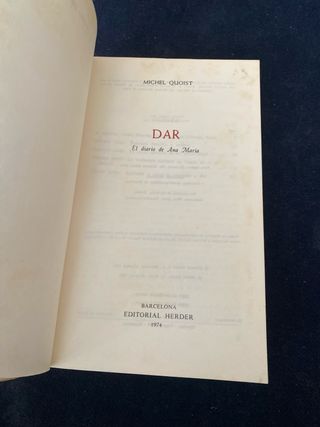 MICHEL QUOIST
DAR
El diario de Ana María
BARCELONA
EDITORIAL HERDER
1974